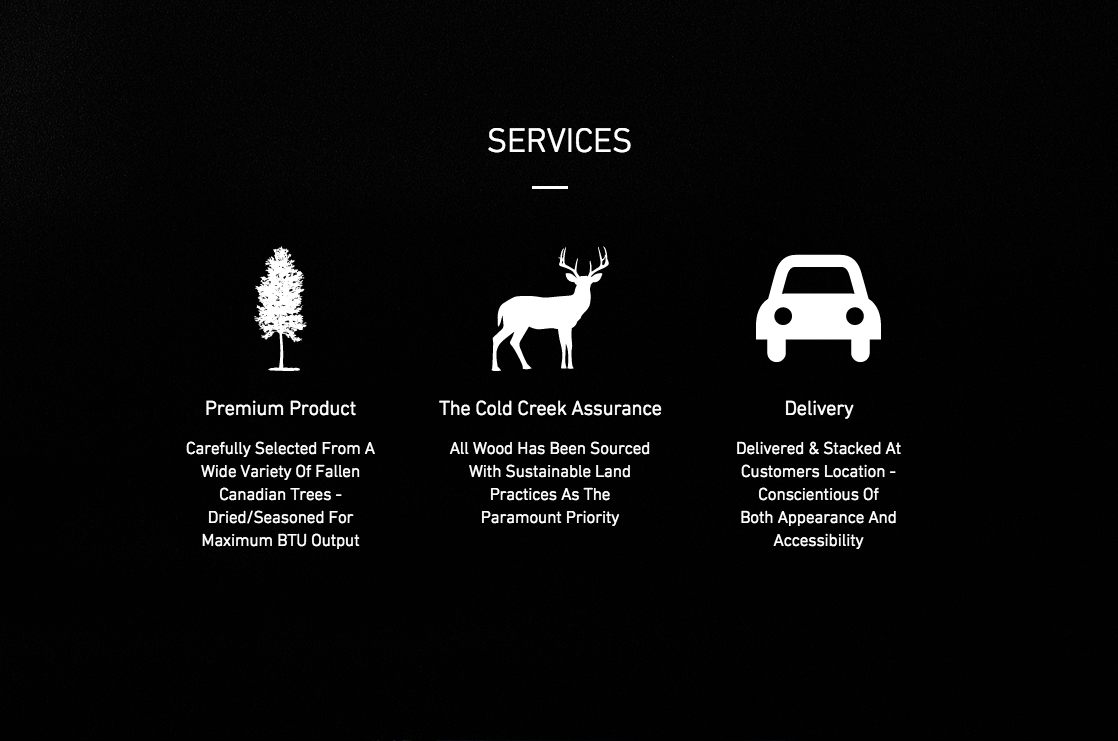 SERVICES
Premium Product
Carefully Selected From A
Wide Variety Of Fallen
Canadian Trees -
Dried/Seasoned For
Maximum BTU Output
The Cold Creek Assurance
All Wood Has Been Sourced
With Sustainable Land
Practices As The
Paramount Priority
Delivery
Delivered & Stacked At
Customers Location -
Conscientious Of
Both Appearance And
Accessibility